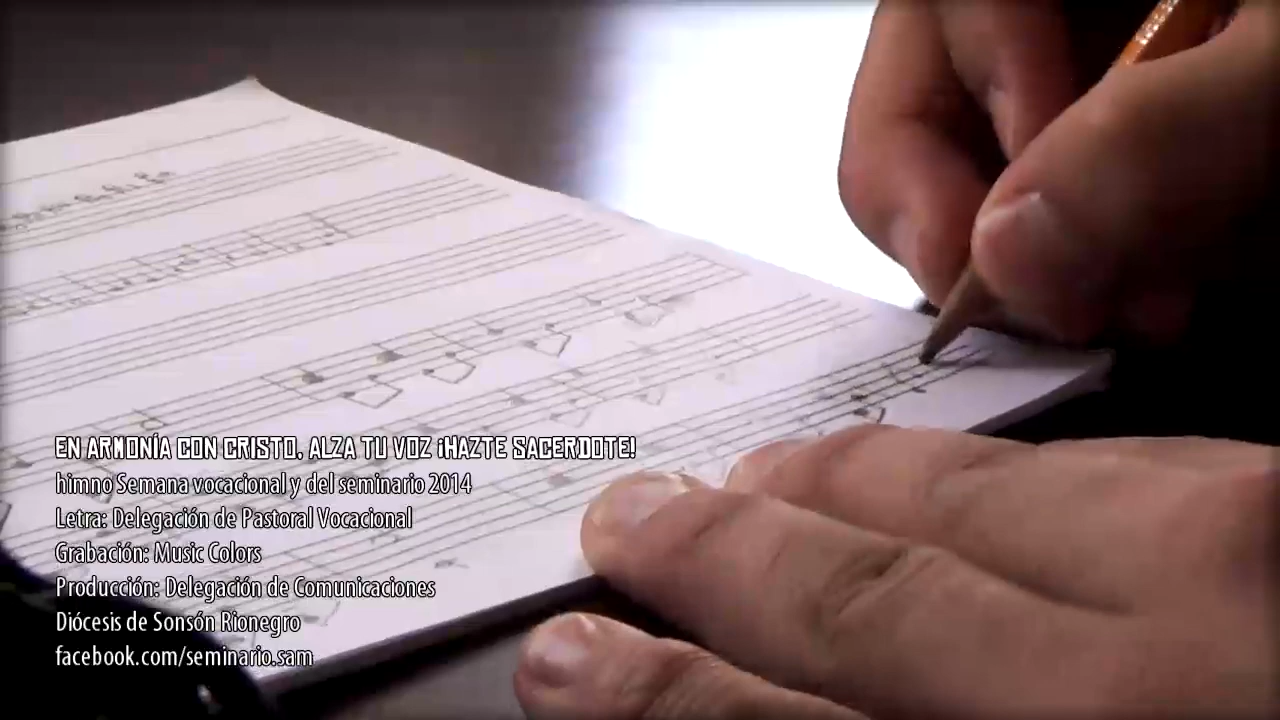 EN ARMONÍA CON CRISTO, ALZA TU VOZ ¡HAZTE SACERDOTE!
himno Semana vocacional y del seminario 2014
Letra: Delegación de Pastoral Vocacional
Grabación: Music Colors
Producción: Delegación de Comunicaciones
Diócesis de Sonsón Rionegro
facebook.com/seminario.sam